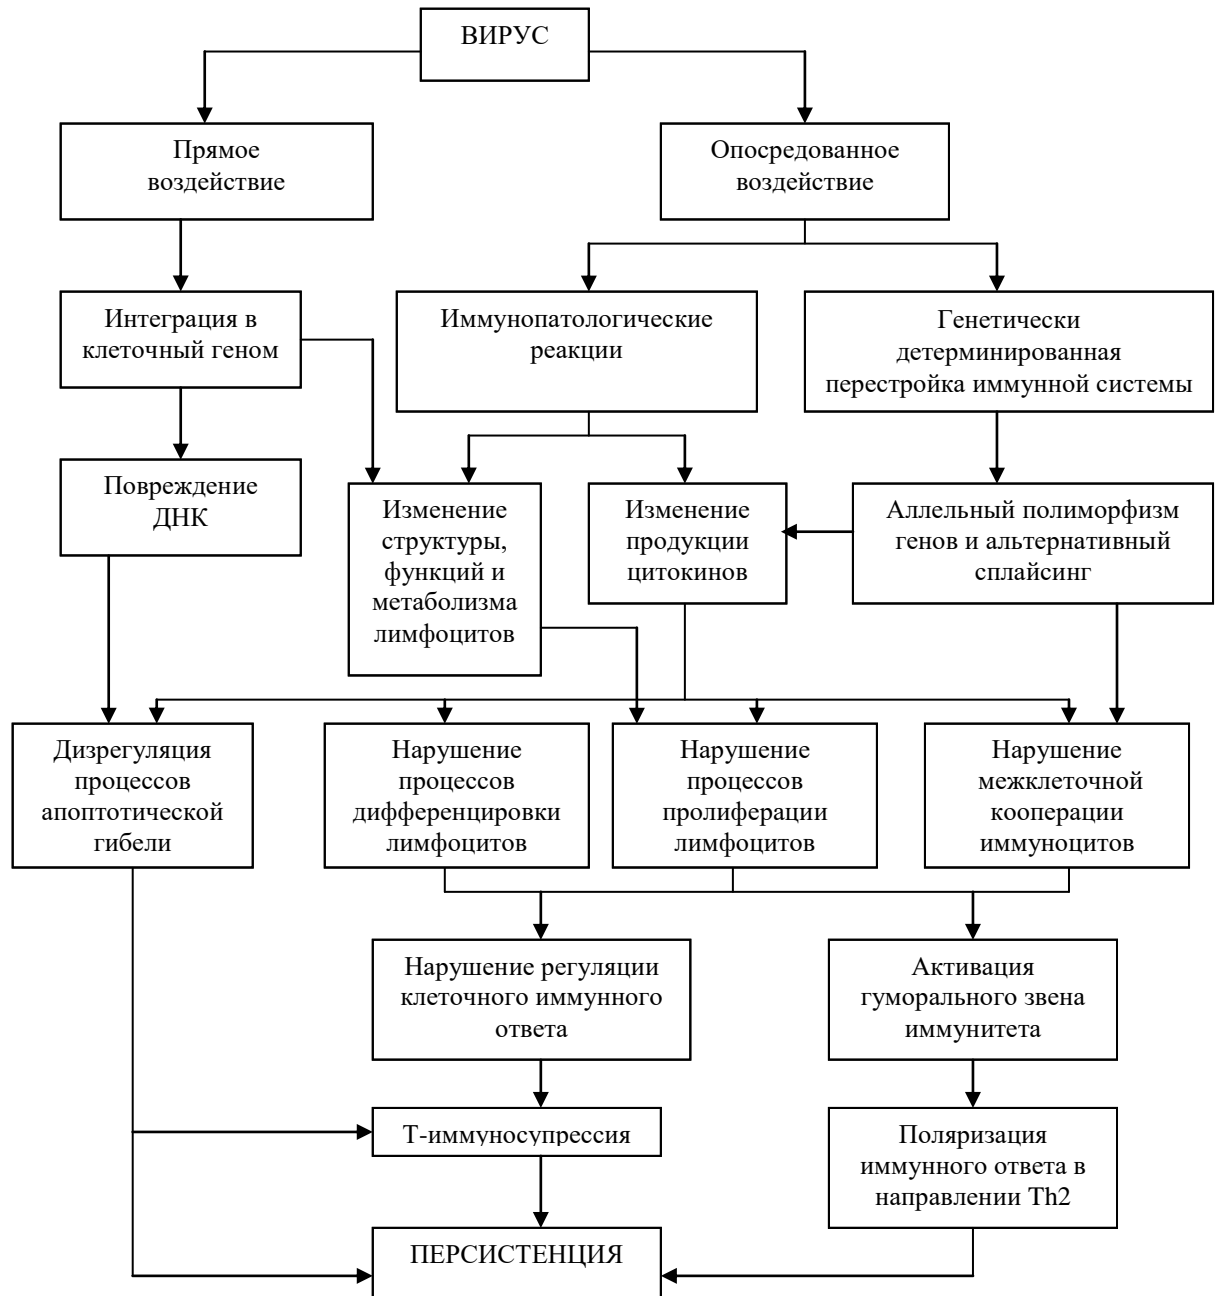 ВИРУС
Прямое
воздействие
Опосредованное
воздействие
Интеграция в
клеточный геном
Иммунопатологические
реакции
Генетически
детерминированная
перестройка иммунной системы
Повреждение
ДНК
Изменение
структуры,
функций и
метаболизма
лимфоцитов
Изменение
продукции
цитокинов
Аллельный полиморфизм
генов и альтернативный
сплайсинг
Дизрегуляция
процессов
апоптотической
гибели
Нарушение
процессов
дифференцировки
лимфоцитов
Нарушение
процессов
пролиферации
лимфоцитов
Нарушение
межклеточной
кооперации
иммуноцитов
Нарушение регуляции
клеточного иммунного
ответа
Активация
гуморального звена
иммунитета
Т-иммуносупрессия
Поляризация
иммунного ответа в
направлении Th2
ПЕРСИСТЕНЦИЯ